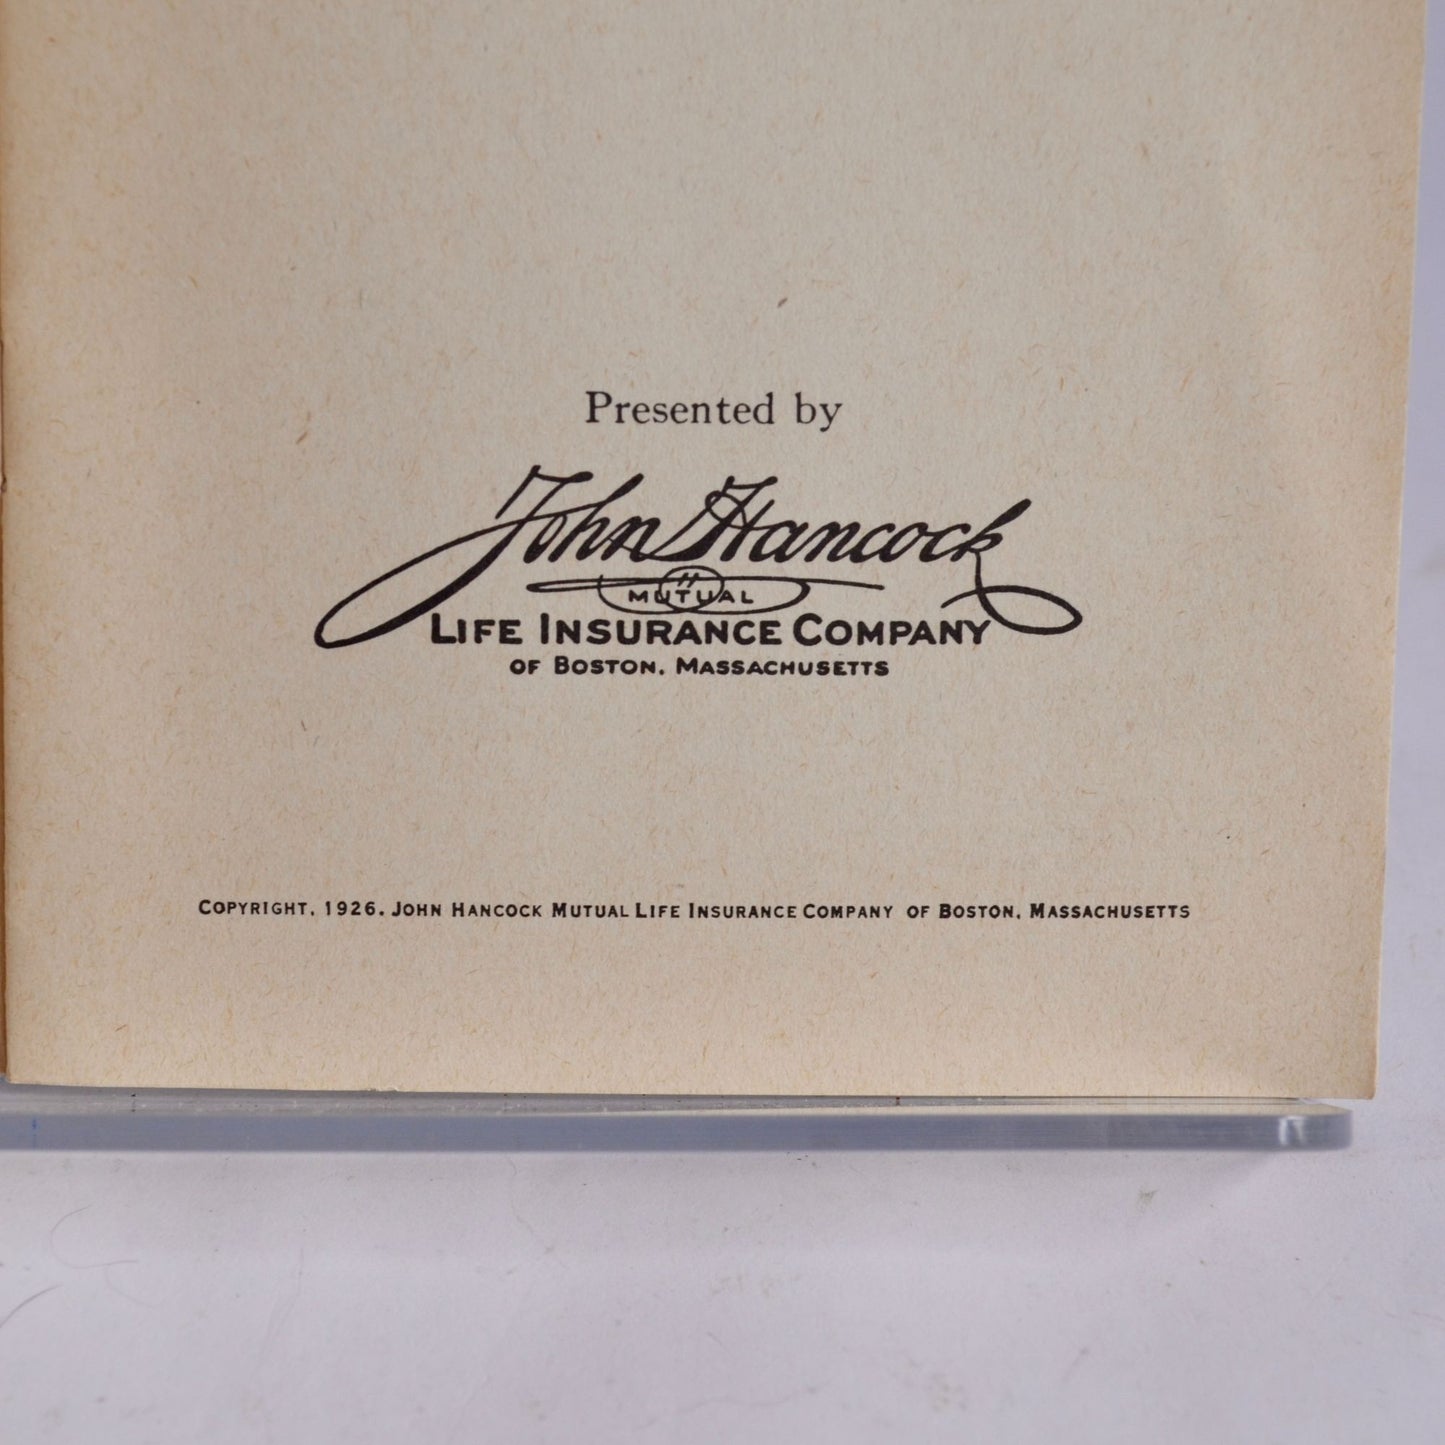 Presented by
John Hancock
MUTUAL
LIFE INSURANCE COMPANY
OF BOSTON, MASSACHUSETTS
COPYRIGHT, 1926. JOHN HANCOCK MUTUAL LIFE INSURANCE COMPANY OF BOSTON, MASSACHUSETTS